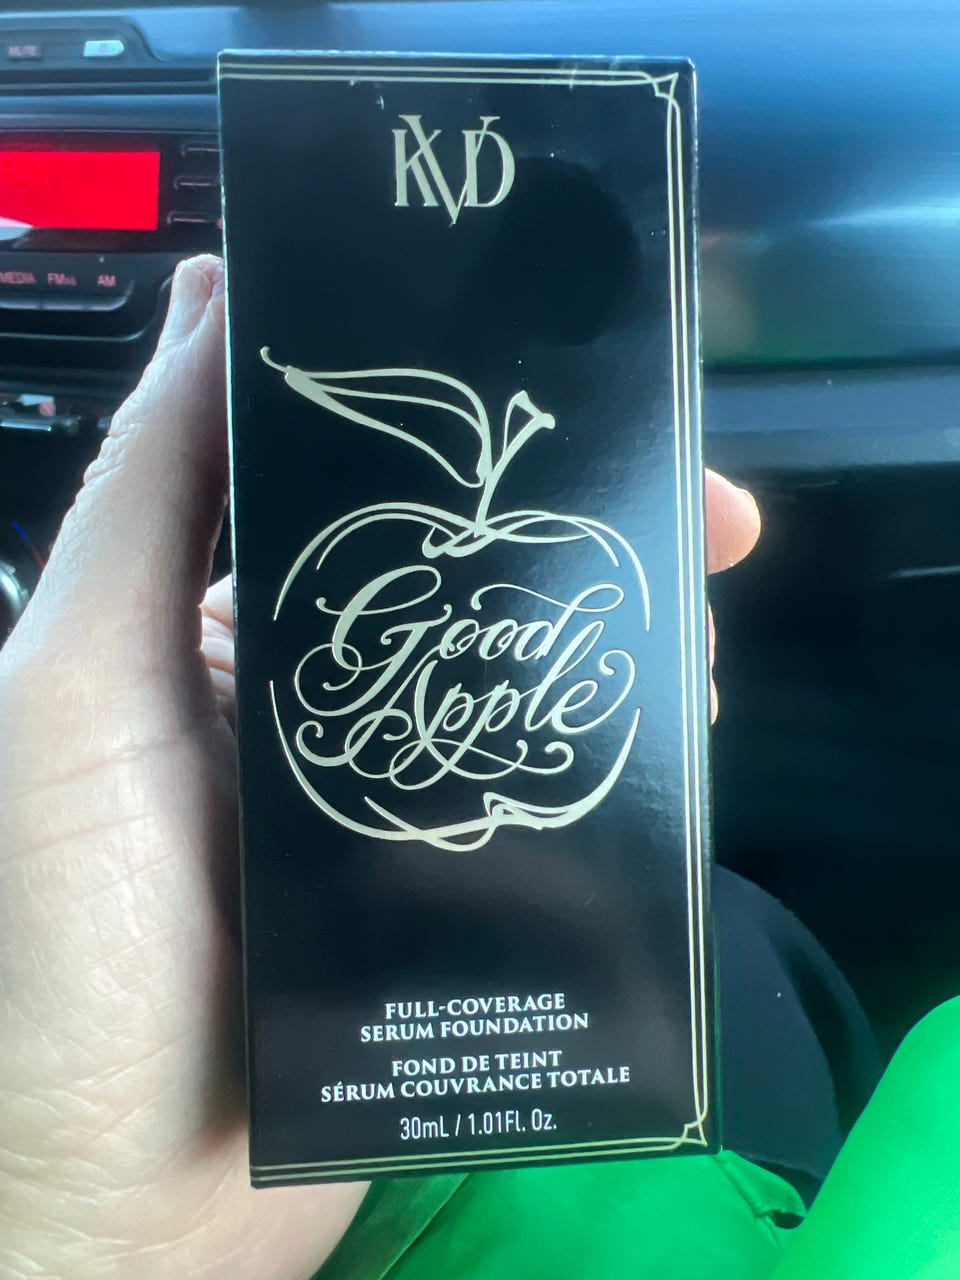 MUTE
MEDIA FM AM
KVD
Good
Apple
FULL-COVERAGE
SERUM FOUNDATION
FOND DE TEINT
SÉRUM COUVRANCE TOTALE
30mL / 1.01Fl. Oz.